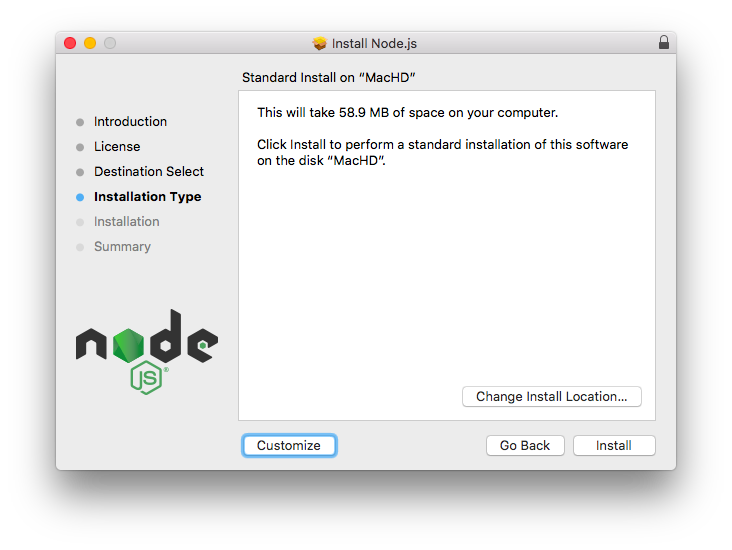 Install Node.js
Standard Install on “MacHD”
Introduction
License
Destination Select
Installation Type
Installation
Summary
node
JS®
This will take 58.9 MB of space on your computer.
Click Install to perform a standard installation of this software
on the disk “MacHD”.
Change Install Location...
Customize
Go Back
Install